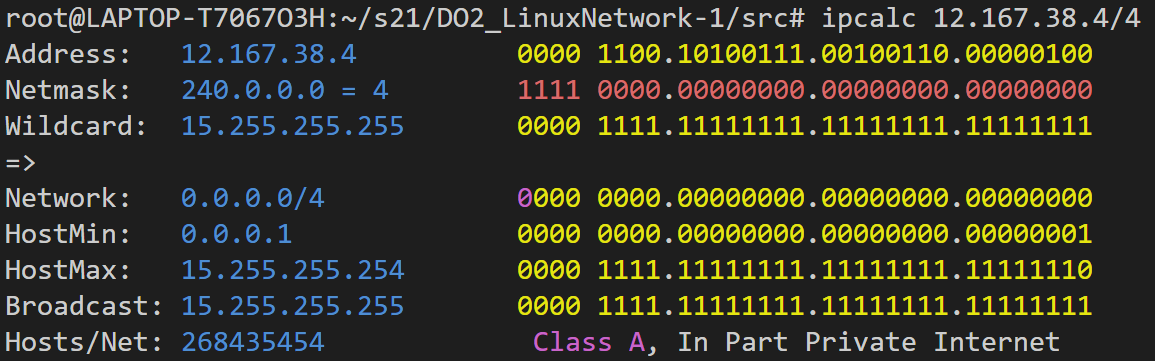 root@LAPTOP-T7067O3H:~/s21/DO2_LinuxNetwork-1/src# ipcalc 12.167.38.4/4
Address:   12.167.38.4          0000 1100.10100111.00100110.00000100
Netmask:   240.0.0.0 = 4        1111 0000.00000000.00000000.00000000
Wildcard:  15.255.255.255       0000 1111.11111111.11111111.11111111
=>
Network:   0.0.0.0/4            0000 0000.00000000.00000000.00000000
HostMin:   0.0.0.1              0000 0000.00000000.00000000.00000001
HostMax:   15.255.255.254       0000 1111.11111111.11111111.11111110
Broadcast: 15.255.255.255       0000 1111.11111111.11111111.11111111
Hosts/Net: 268435454             Class A, In Part Private Internet